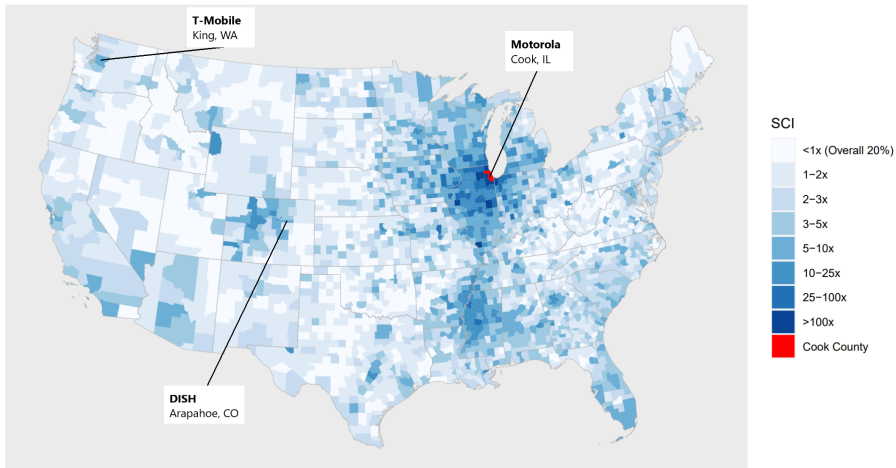 T-Mobile
King, WA
Motorola
Cook, IL
DISH
Arapahoe, CO
SCI
<1x (Overall 20%)
1−2x
2−3x
3−5x
5−10x
10−25x
25−100x
>100x
Cook County